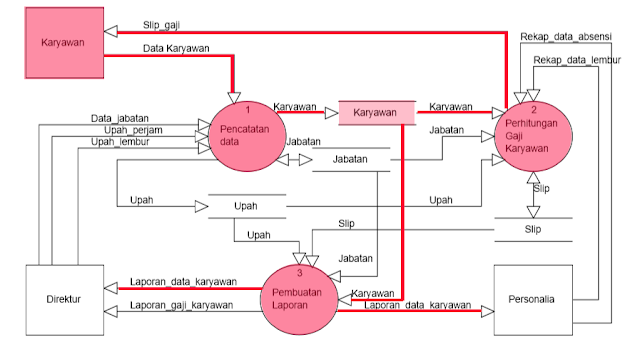 Slip_gaji
Karyawan
Data Karyawan
Rekap_data_absensi
Rekap_data_lembur
Karyawan
Karyawan
Karyawan
1
Pencatatan
data
2
Perhitungan
Gaji
Karyawan
Data_jabatan
Upah_perjam
Upah_lembur
Jabatan
Jabatan
Jabatan
Upah
Upah
Upah
Slip
Upah
Slip
Slip
Jabatan
3
Pembuatan
Laporan
Direktur
Laporan_data_karyawan
Laporan_gaji_karyawan
Karyawan
Laporan_data_karyawan
Personalia